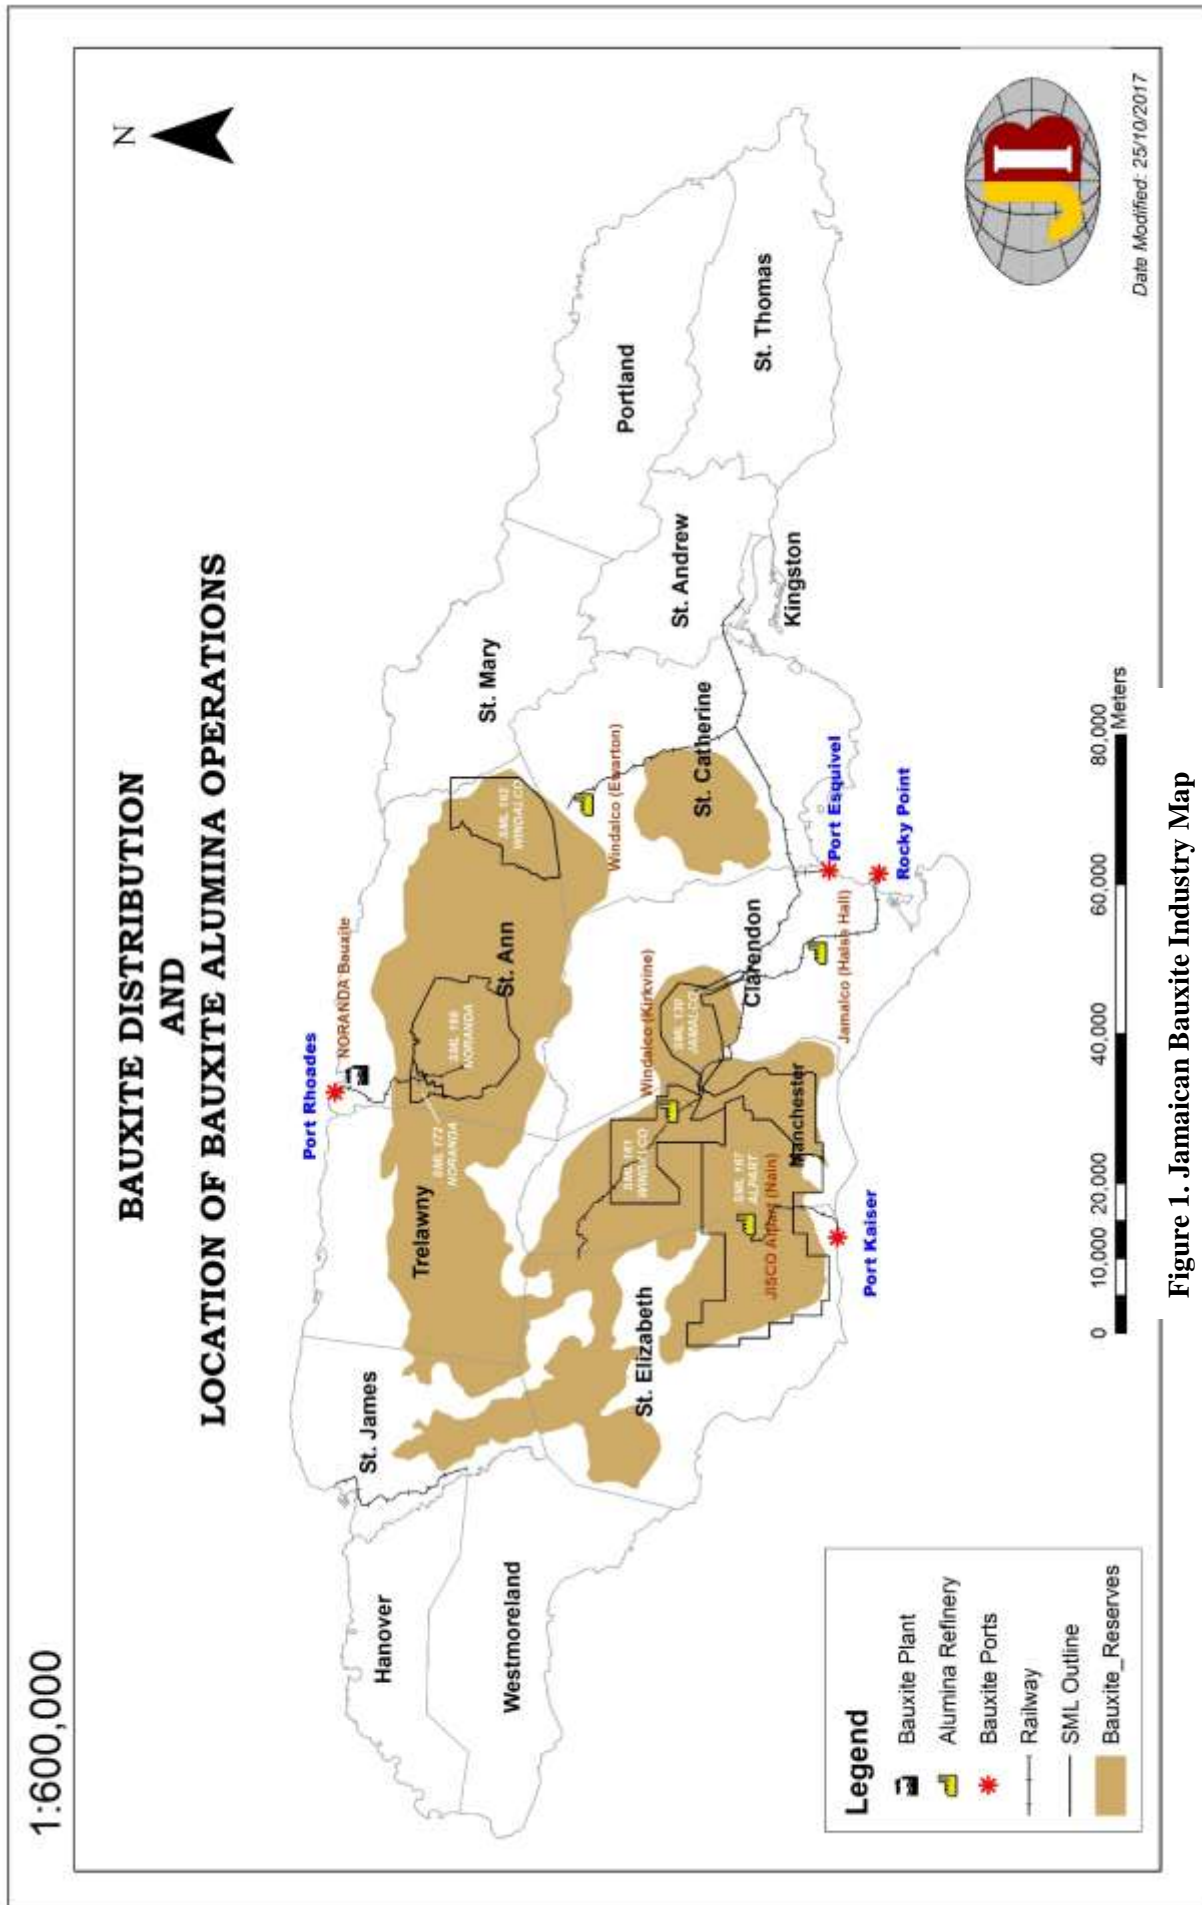 1:600,000
BAUXITE DISTRIBUTION
AND
LOCATION OF BAUXITE ALUMINA OPERATIONS
N
Port Rhoades
NORANDA Bauxite
Hanover
St. James
Trelawny
St. Ann
St. Mary
Westmoreland
St. Elizabeth
Manchester
Clarendon
St. Catherine
St. Andrew
Kingston
Portland
St. Thomas
SML 172
NORANDA
NORANDA
SML 162
WINDALCO
Windalco (Ewarton)
Windalco (Kirkvine)
WINDALCO
SML 130
JAMALCO
SML 167
ALPART
JISCO Alpart (Nain)
Jamalco (Halse Hall)
Port Esquivel
Rocky Point
Port Kaiser
Legend
Bauxite Plant
Alumina Refinery
Bauxite Ports
Railway
SML Outline
Bauxite_Reserves
0 10,000 20,000 40,000 60,000 80,000
Meters
JBI
Date Modified: 25/10/2017
Figure 1. Jamaican Bauxite Industry Map